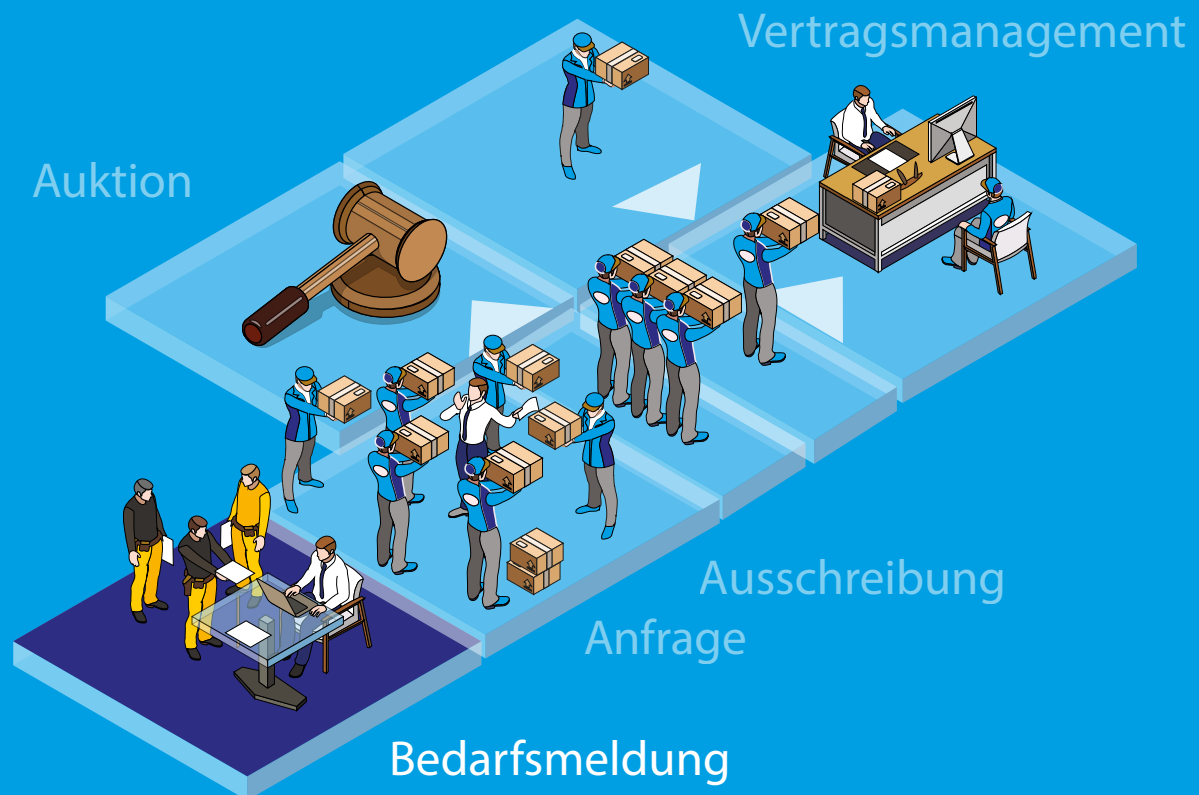 Vertragsmanagement
Auktion
Ausschreibung
Anfrage
Bedarfsmeldung